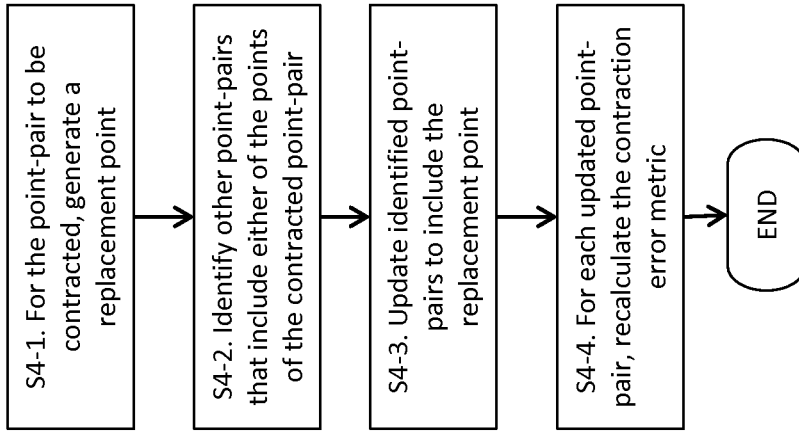 S4-1. For the point-pair to be
contracted, generate a
replacement point
S4-2. Identify other point-pairs
that include either of the points
of the contracted point-pair
S4-3. Update identified point-
pairs to include the
replacement point
S4-4. For each updated point-
pair, recalculate the contraction
error metric
END